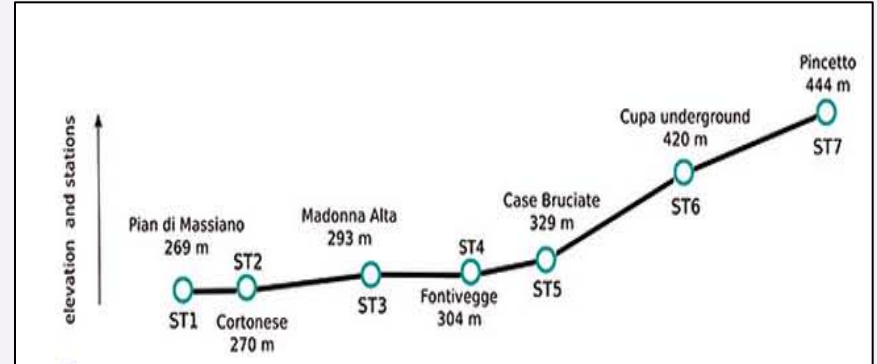 elevation and stations
Pian di Massiano
269 m
ST1
ST2
Cortonese
270 m
Madonna Alta
293 m
ST3
ST4
Fontivegge
304 m
Case Bruciate
329 m
ST5
Cupa underground
420 m
ST6
Pincetto
444 m
ST7